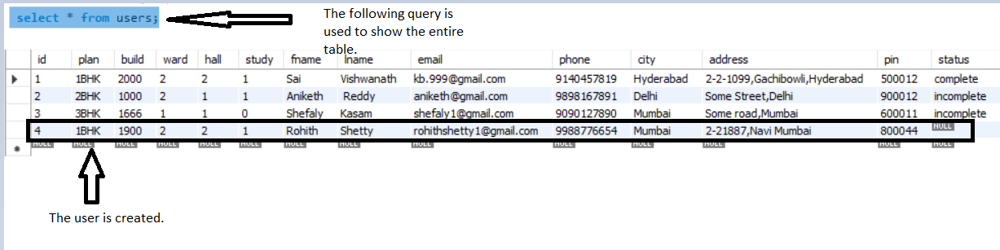 select * from users;
The following query is
used to show the entire
table.
id plan build ward hall study fname lname email phone city address pin status
1 1BHK 2000 2 2 1 Sai Vishwanath kb.999@gmail.com 9140457819 Hyderabad 2-2-1099,Gachibowli,Hyderabad 500012 complete
2 2BHK 1000 2 1 1 Aniketh Reddy aniketh@gmail.com 9898167891 Delhi Some Street,Delhi 900012 incomplete
3 3BHK 1666 1 1 0 Shefaly Kasam shefaly1@gmail.com 9090127890 Mumbai Some road,Mumbai 600011 incomplete
4 1BHK 1900 2 2 1 Rohith Shetty rohithshetty1@gmail.com 9988776654 Mumbai 2-21887,Navi Mumbai 800044 NULL
NULL NULL NULL NULL NULL NULL NULL NULL NULL NULL NULL NULL NULL NULL
The user is created.